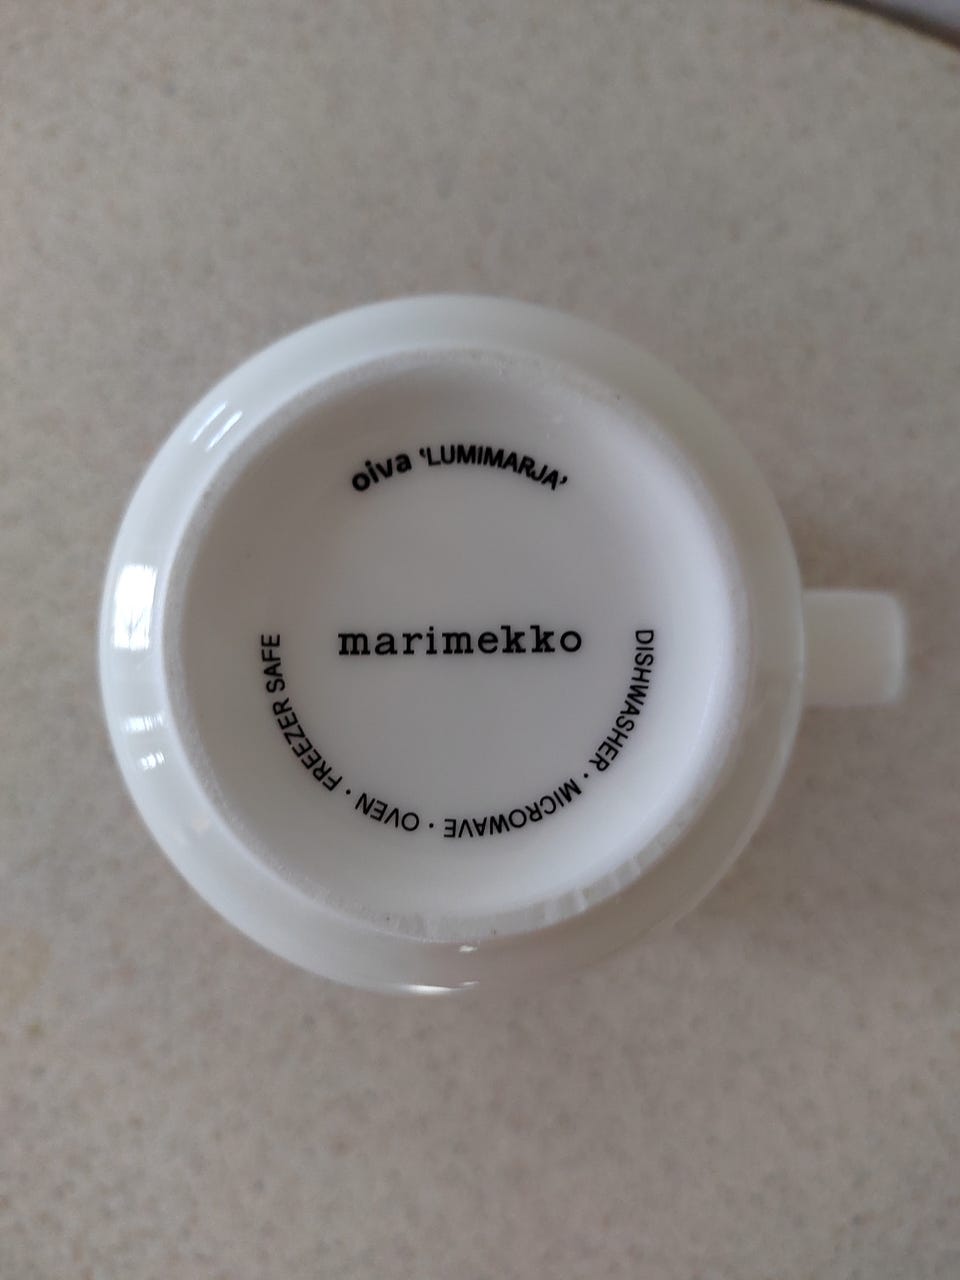 oiva 'LUMIMARJA'
marimekko
DISHWASHER · MICROWAVE · OVEN · FREEZER SAFE